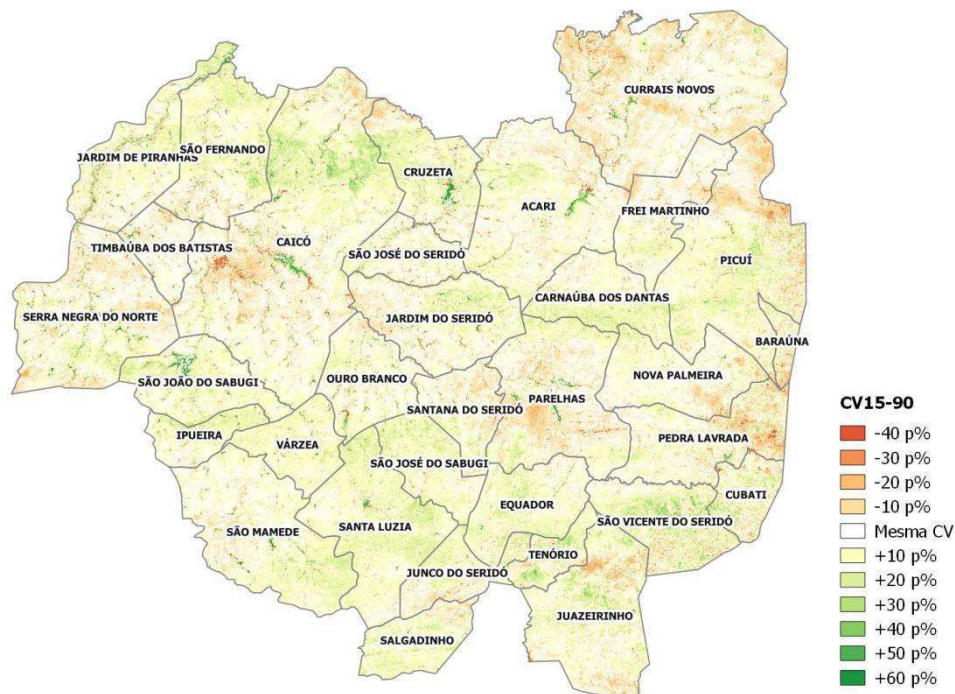 CURRAIS NOVOS
JARDIM DE PIRANHAS
SÃO FERNANDO
CRUZETA
ACARI
FREI MARTINHO
TIMBAÚBA DOS BATISTAS
CAICÓ
SÃO JOSÉ DO SERIDÓ
PICUÍ
CARNAÚBA DOS DANTAS
SERRA NEGRA DO NORTE
JARDIM DO SERIDÓ
BARAÚNA
SÃO JOÃO DO SABUGI
OURO BRANCO
NOVA PALMEIRA
SANTANA DO SERIDÓ
PARELHAS
IPUEIRA
VÁRZEA
PEDRA LAVRADA
SÃO JOSÉ DO SABUGI
CUBATI
EQUADOR
SÃO VICENTE DO SERIDÓ
SÃO MAMEDE
SANTA LUZIA
TENÓRIO
JUNCO DO SERIDÓ
JUAZEIRINHO
SALGADINHO
CV15-90
-40 p%
-30 p%
-20 p%
-10 p%
Mesma CV
+10 p%
+20 p%
+30 p%
+40 p%
+50 p%
+60 p%